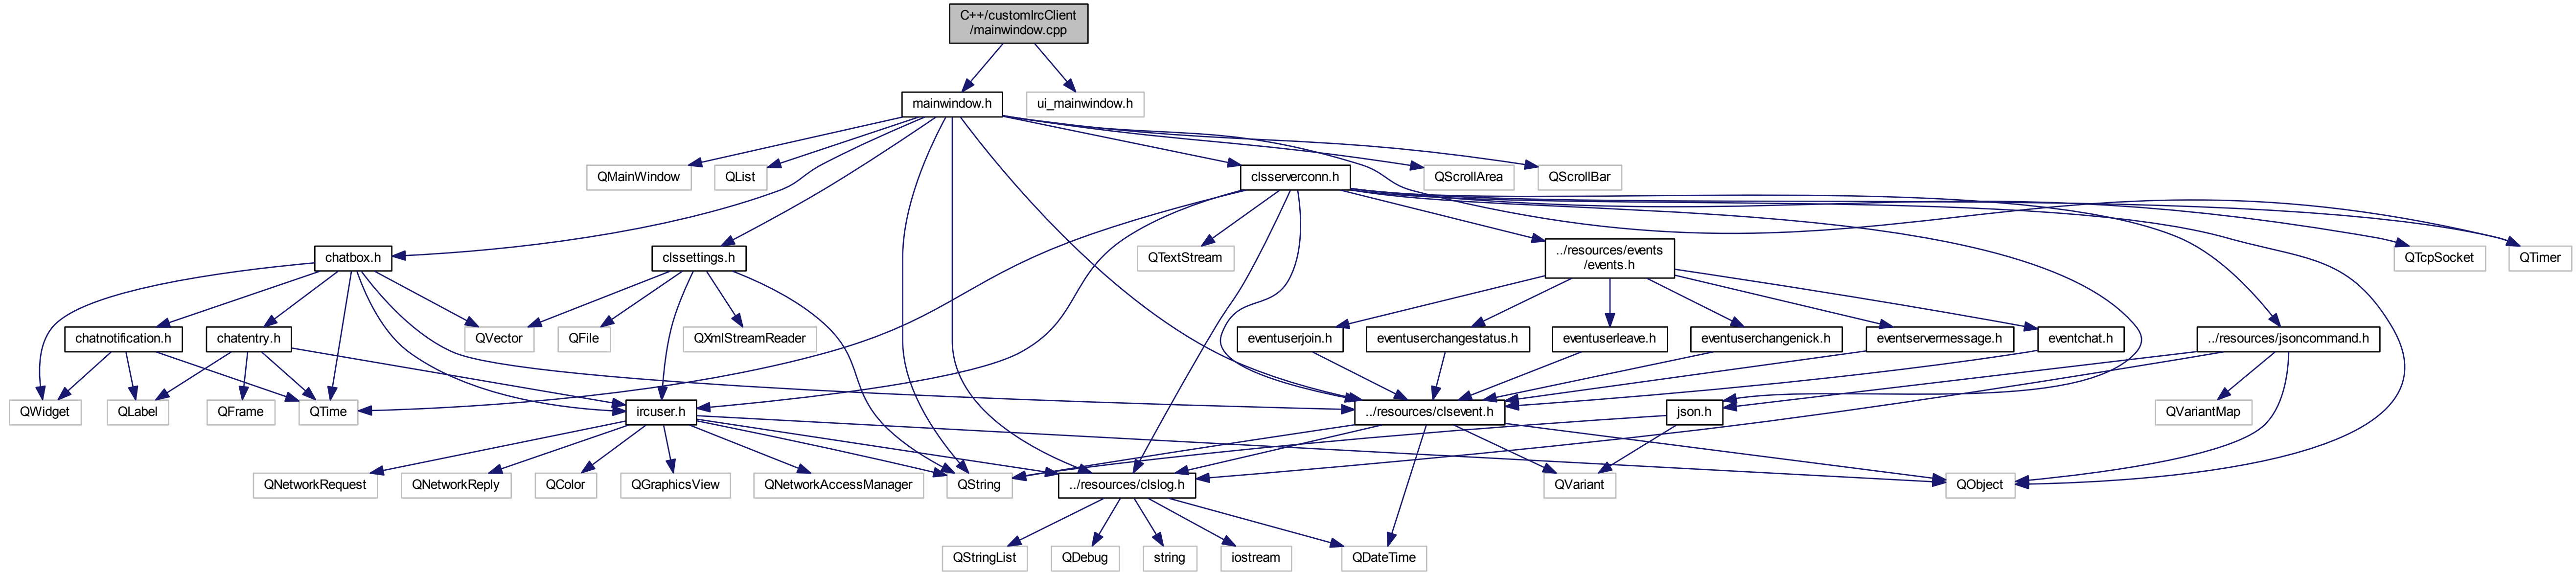 C++/customIrcClient
/mainwindow.cpp
mainwindow.h
ui_mainwindow.h
QMainWindow
QList
clsserverconn.h
QScrollArea
QScrollBar
chatbox.h
clssettings.h
QTextStream
../resources/events
/events.h
QTcpSocket
QTimer
chatnotification.h
chatentry.h
QVector
QFile
QXmlStreamReader
eventuserjoin.h
eventuserchangestatus.h
eventuserleave.h
eventuserchangenick.h
eventservermessage.h
eventchat.h
../resources/jsoncommand.h
QWidget
QLabel
QFrame
QTime
ircuser.h
../resources/clsevent.h
json.h
QVariantMap
QNetworkRequest
QNetworkReply
QColor
QGraphicsView
QNetworkAccessManager
QString
../resources/clslog.h
QVariant
QObject
QStringList
QDebug
string
iostream
QDateTime